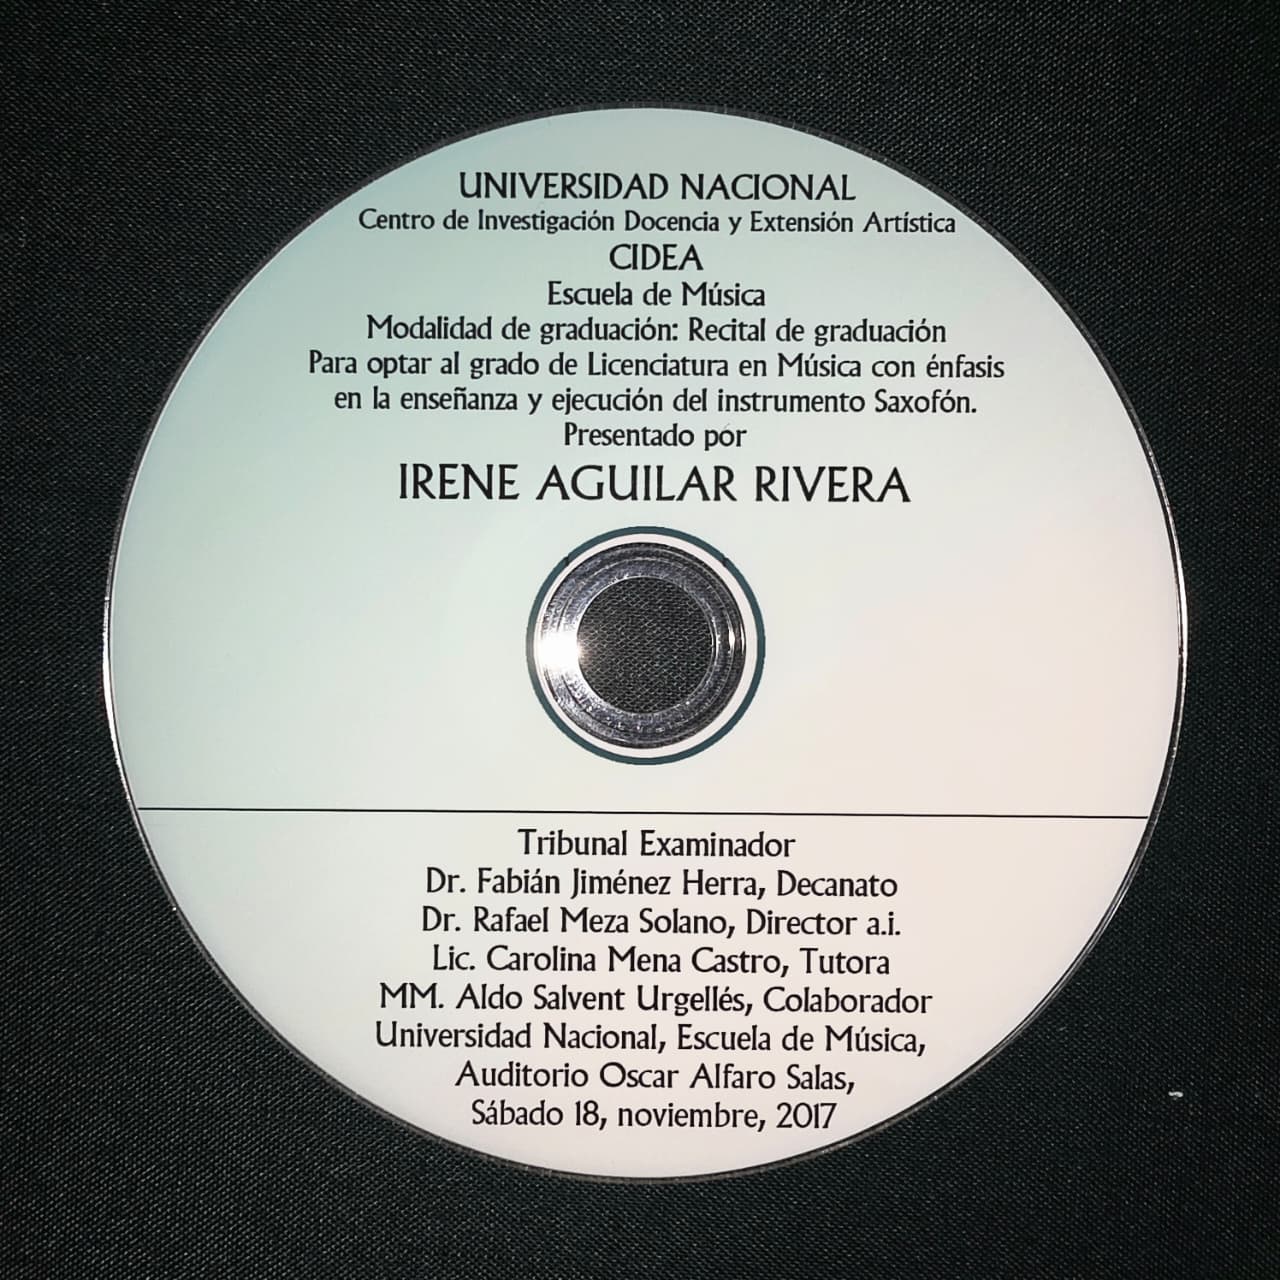 UNIVERSIDAD NACIONAL
Centro de Investigación Docencia y Extensión Artística
CIDEA
Escuela de Música
Modalidad de graduación: Recital de graduación
Para optar al grado de Licenciatura en Música con énfasis
en la enseñanza y ejecución del instrumento Saxofón.
Presentado por
IRENE AGUILAR RIVERA
Tribunal Examinador
Dr. Fabián Jiménez Herra, Decanato
Dr. Rafael Meza Solano, Director a.i.
Lic. Carolina Mena Castro, Tutora
MM. Aldo Salvent Urgellés, Colaborador
Universidad Nacional, Escuela de Música,
Auditorio Oscar Alfaro Salas,
Sábado 18, noviembre, 2017